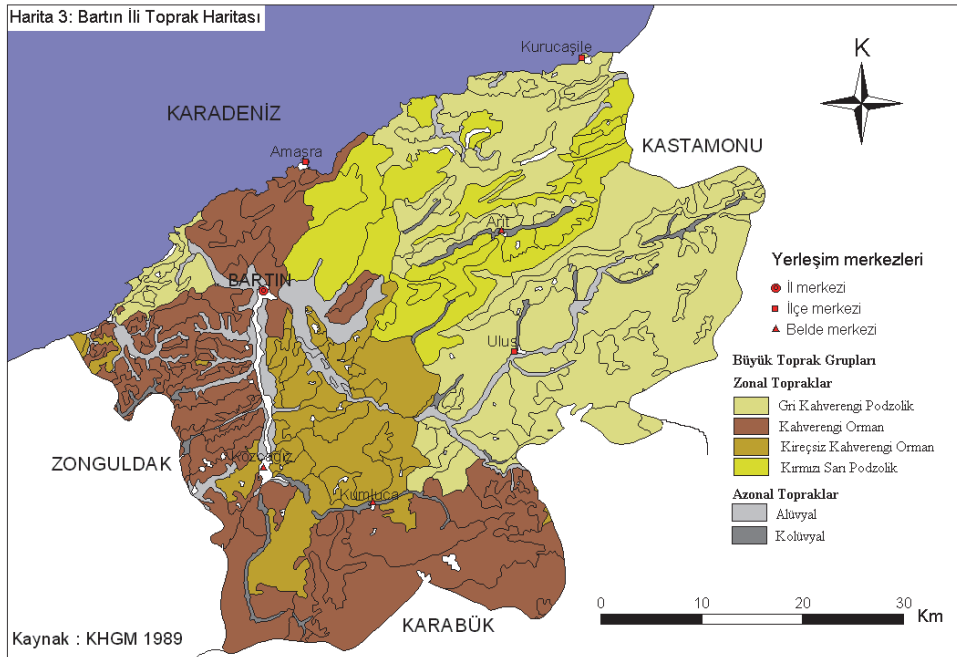 Harita 3: Bartın İli Toprak Haritası
Kurucaşile
K
KARADENİZ
KASTAMONU
Amasra
Arıt
Yerleşim merkezleri
BARTIN
İl merkezi
İlçe merkezi
Belde merkezi
Ulus
Büyük Toprak Grupları
Zonal Topraklar
Gri Kahverengi Podzolik
Kahverengi Orman
Kireçsiz Kahverengi Orman
Kırmızı Sarı Podzolik
ZONGULDAK
Kozcağız
Kumluca
Azonal Topraklar
Alüvyal
Kolüvyal
0 10 20 30
Km
KARABÜK
Kaynak : KHGM 1989